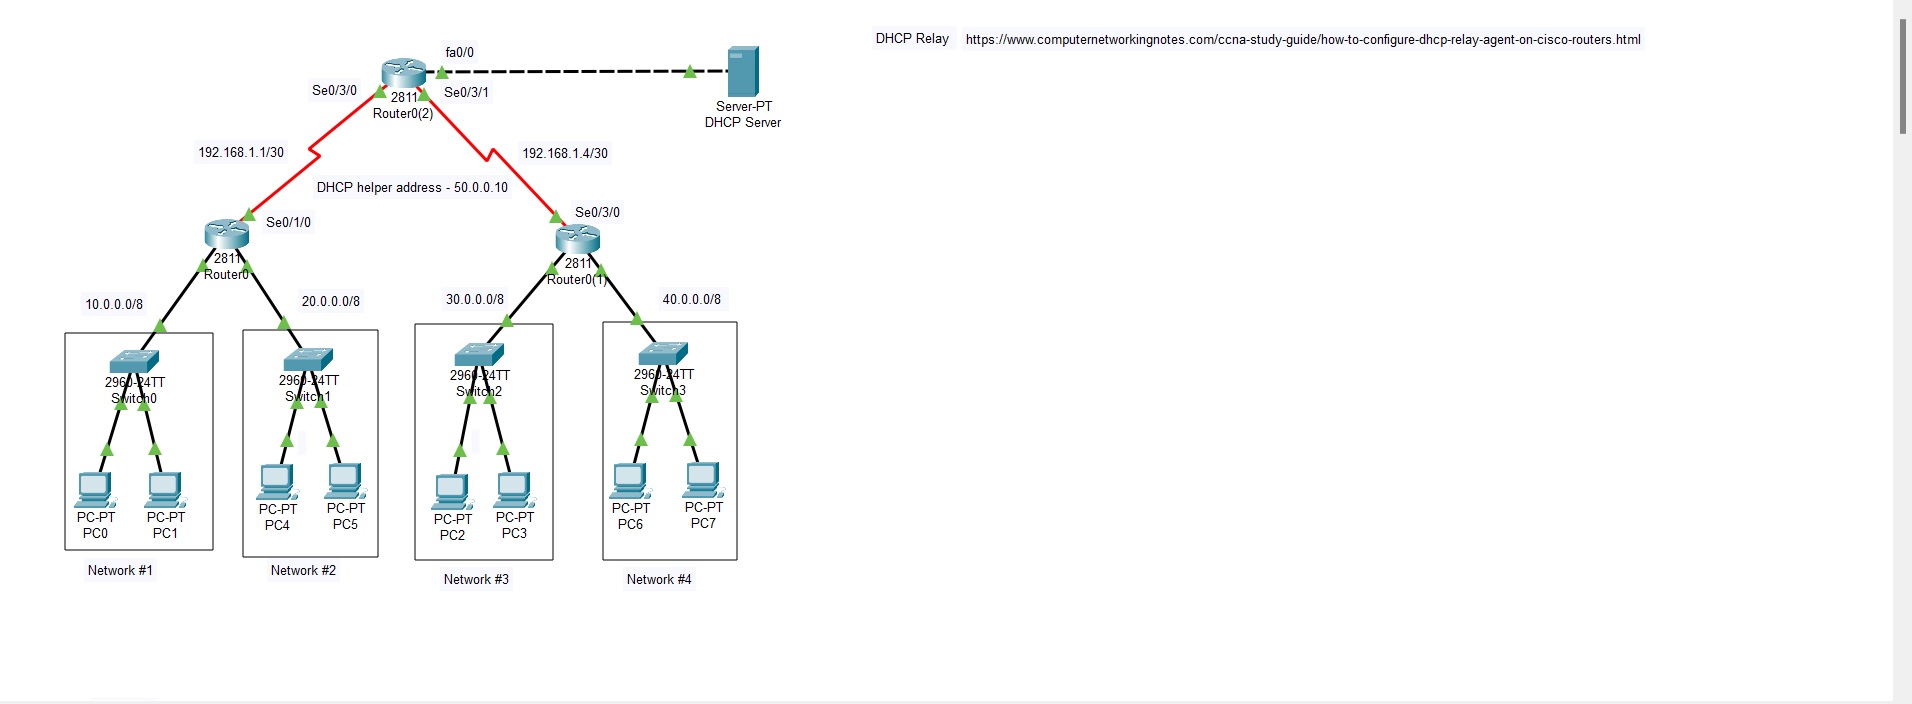 DHCP Relay
https://www.computernetworkingnotes.com/ccna-study-guide/how-to-configure-dhcp-relay-agent-on-cisco-routers.html
fa0/0
Se0/3/0
2811
Router0(2)
Se0/3/1
Server-PT
DHCP Server
192.168.1.1/30
192.168.1.4/30
DHCP helper address - 50.0.0.10
Se0/1/0
Se0/3/0
2811
Router0
2811
Router0(1)
10.0.0.0/8
20.0.0.0/8
30.0.0.0/8
40.0.0.0/8
2960-24TT
Switch0
2960-24TT
Switch1
2960-24TT
Switch2
2960-24TT
Switch3
PC-PT
PC0
PC-PT
PC1
PC-PT
PC4
PC-PT
PC5
PC-PT
PC2
PC-PT
PC3
PC-PT
PC6
PC-PT
PC7
Network #1
Network #2
Network #3
Network #4